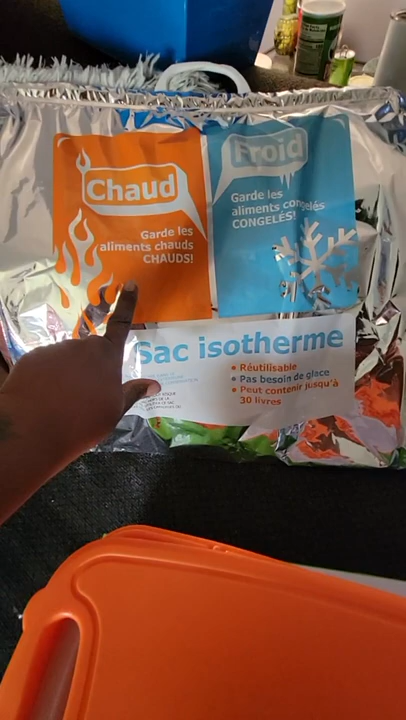 Chaud
Garde les
aliments chauds
CHAUDS!
Froid
Garde les
aliments congelés
CONGELÉS!
Sac isotherme
• Réutilisable
• Pas besoin de glace
• Peut contenir jusqu'à
30 livres